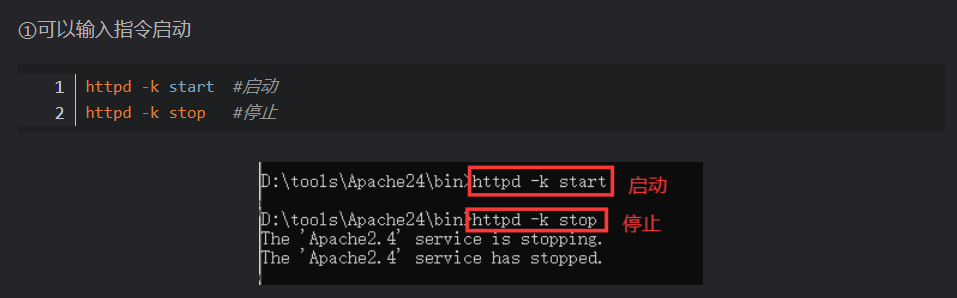 ①可以输入指令启动
1 httpd -k start #启动
2 httpd -k stop #停止
D:\tools\Apache24\bin>httpd -k start 启动
D:\tools\Apache24\bin>httpd -k stop 停止
The 'Apache2.4' service is stopping.
The 'Apache2.4' service has stopped.